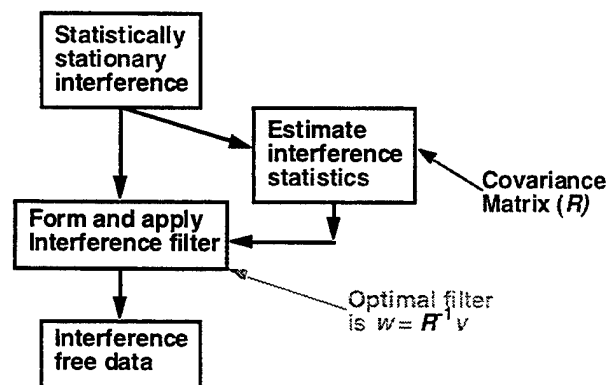 Statistically
stationary
interference
Estimate
interference
statistics
Covariance
Matrix (R)
Form and apply
Interference filter
Optimal filter
is w = R⁻¹ v
Interference
free data